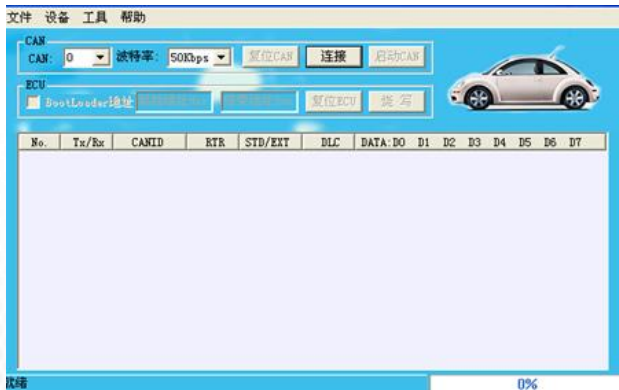 文件 设备 工具 帮助
CAN
CAN: 0 波特率: 50Kbps 复位CAN 连接 启动CAN
ECU
BootLoader地址 复位ECU 烧写
No. Tx/Rx CANID RTR STD/EXT DLC DATA:D0 D1 D2 D3 D4 D5 D6 D7
就绪 0%